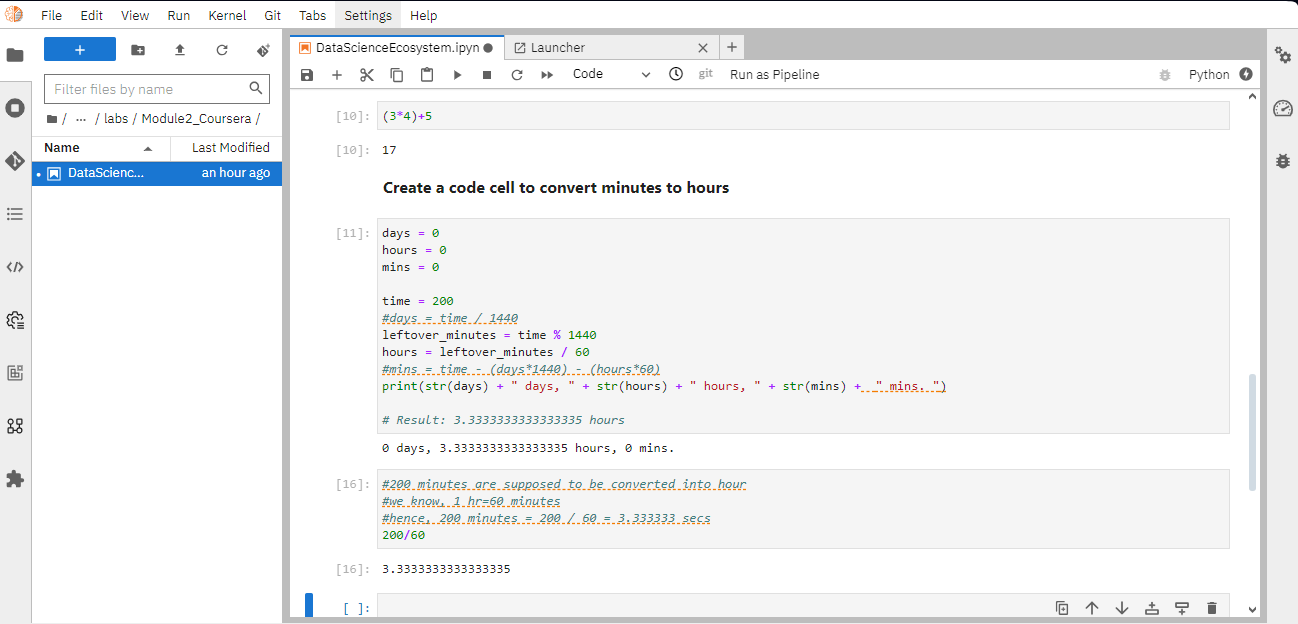 File Edit View Run Kernel Git Tabs Settings Help
DataScienceEcosystem.ipyn
Launcher
Code
git
Run as Pipeline
Python
Filter files by name
/ ... / labs / Module2_Coursera /
Name Last Modified
DataScienc... an hour ago
[10]: (3*4)+5
[10]: 17
Create a code cell to convert minutes to hours
[11]: days = 0
hours = 0
mins = 0
time = 200
#days = time / 1440
leftover_minutes = time % 1440
hours = leftover_minutes / 60
#mins = time - (days*1440) - (hours*60)
print(str(days) + " days, " + str(hours) + " hours, " + str(mins) +  " mins. ")
# Result: 3.3333333333333335 hours
0 days, 3.3333333333333335 hours, 0 mins.
[16]: #200 minutes are supposed to be converted into hour
#we know, 1 hr=60 minutes
#hence, 200 minutes = 200 / 60 = 3.333333 secs
200/60
[16]: 3.3333333333333335
[ ]: